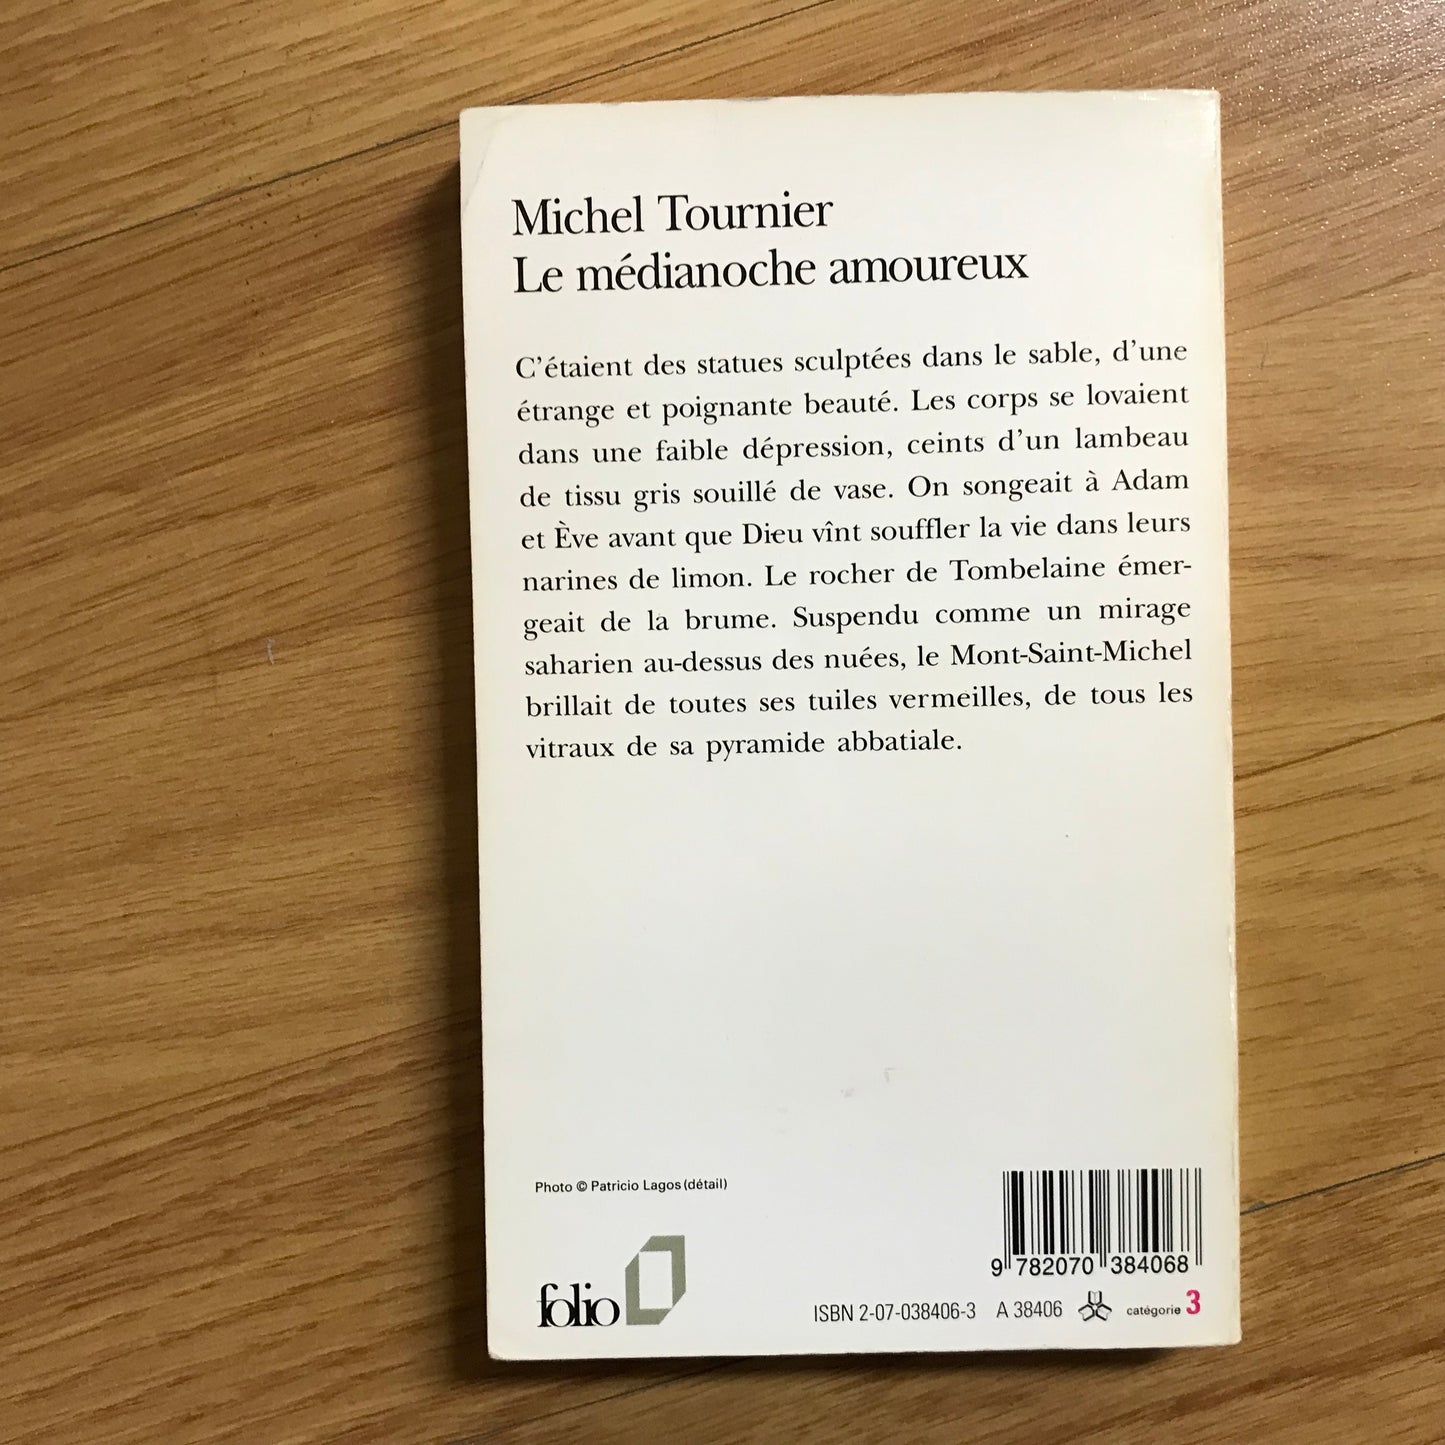 Michel Tournier
Le médianoche amoureux
C'étaient des statues sculptées dans le sable, d'une
étrange et poignante beauté. Les corps se lovaient
dans une faible dépression, ceints d'un lambeau
de tissu gris souillé de vase. On songeait à Adam
et Ève avant que Dieu vînt souffler la vie dans leurs
narines de limon. Le rocher de Tombelaine émer-
geait de la brume. Suspendu comme un mirage
saharien au-dessus des nuées, le Mont-Saint-Michel
brillait de toutes ses tuiles vermeilles, de tous les
vitraux de sa pyramide abbatiale.
Photo © Patricio Lagos (détail)
folio
9 782070 384068
ISBN 2-07-038406-3 A 38406 catégorie 3